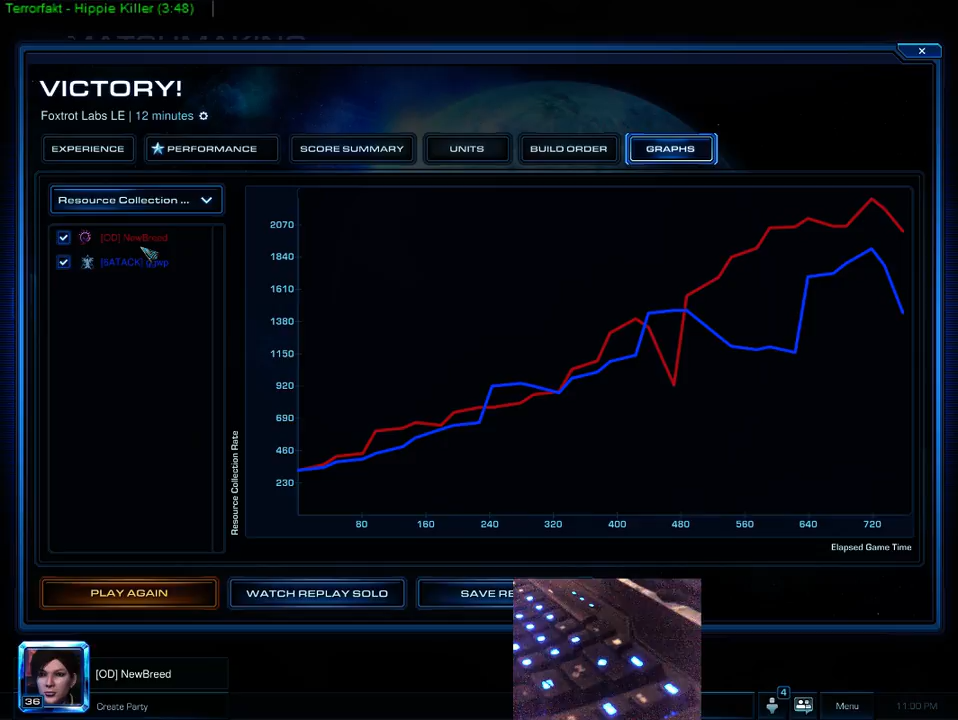 Terrorfakt - Hippie Killer (3:48)
VICTORY!
Foxtrot Labs LE | 12 minutes
EXPERIENCE
PERFORMANCE
SCORE SUMMARY
UNITS
BUILD ORDER
GRAPHS
Resource Collection ...
[OD] NewBreed
2070
1840
1610
1380
1150
920
690
460
230
Resource Collection Rate
80
160
240
320
400
480
560
640
720
Elapsed Game Time
PLAY AGAIN
WATCH REPLAY SOLO
SAVE RE
[OD] NewBreed
36
Create Party
4
Menu
11:00 PM